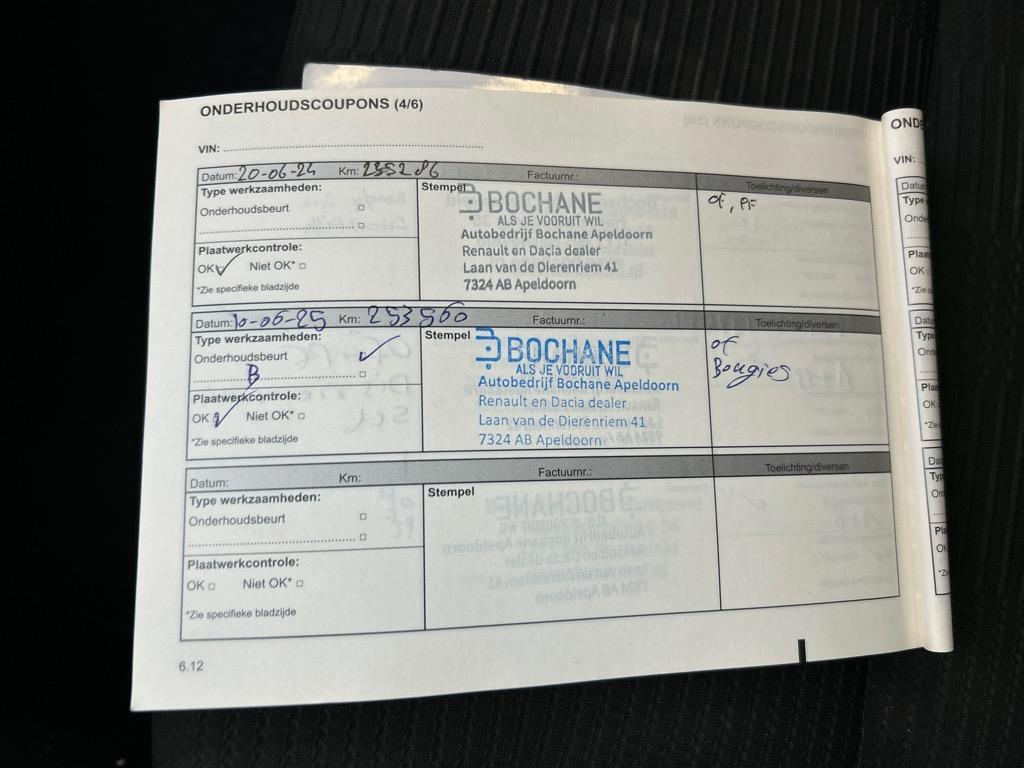 ONDERHOUDSCOUPONS (4/6)
VIN:
Datum: 20-06-24 Km: 235286 Factuurnr.: Toelichting/diversen
Type werkzaamheden:
Onderhoudsbeurt
Plaatwerkcontrole:
OK Niet OK*
*Zie specifieke bladzijde
Stempel
BOCHANE
ALS JE VOORUIT WIL
Autobedrijf Bochane Apeldoorn
Renault en Dacia dealer
Laan van de Dierenriem 41
7324 AB Apeldoorn
OF, PF
Datum: 10-06-25 Km: 253560 Factuurnr.: Toelichting/diversen
Type werkzaamheden:
Onderhoudsbeurt
B
Plaatwerkcontrole:
OK Niet OK*
*Zie specifieke bladzijde
Stempel
BOCHANE
ALS JE VOORUIT WIL
Autobedrijf Bochane Apeldoorn
Renault en Dacia dealer
Laan van de Dierenriem 41
7324 AB Apeldoorn
OF
Bougies
Datum: Km: Factuurnr.: Toelichting/diversen
Type werkzaamheden:
Onderhoudsbeurt
Plaatwerkcontrole:
OK Niet OK*
*Zie specifieke bladzijde
Stempel
6.12
OND
VIN: